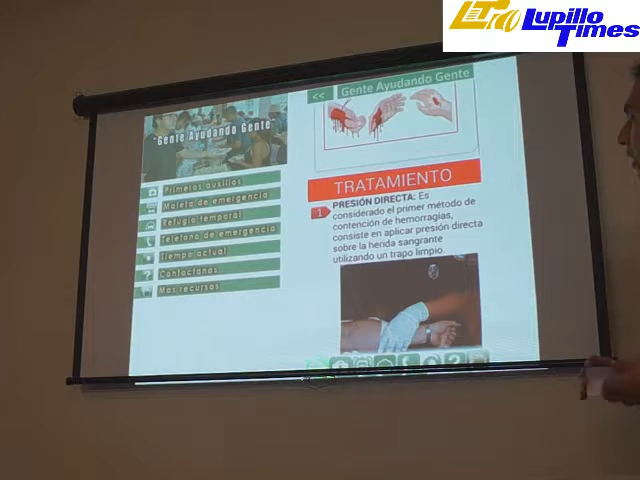 LT Lupillo
Times
<< Gente Ayudando Gente
"Gente Ayudando Gente
Primeros auxilios
Maleta de emergencia
Refugio temporal
Telefono de emergencia
Tiempo actual
Contactanos
Mas recursos
TRATAMIENTO
1 PRESIÓN DIRECTA: Es
considerado el primer método de
contención de hemorragias,
consiste en aplicar presión directa
sobre la herida sangrante
utilizando un trapo limpio.